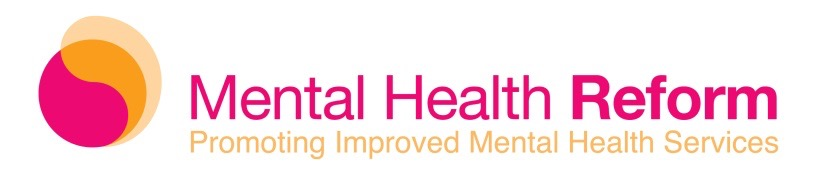 Mental Health Reform
Promoting Improved Mental Health Services